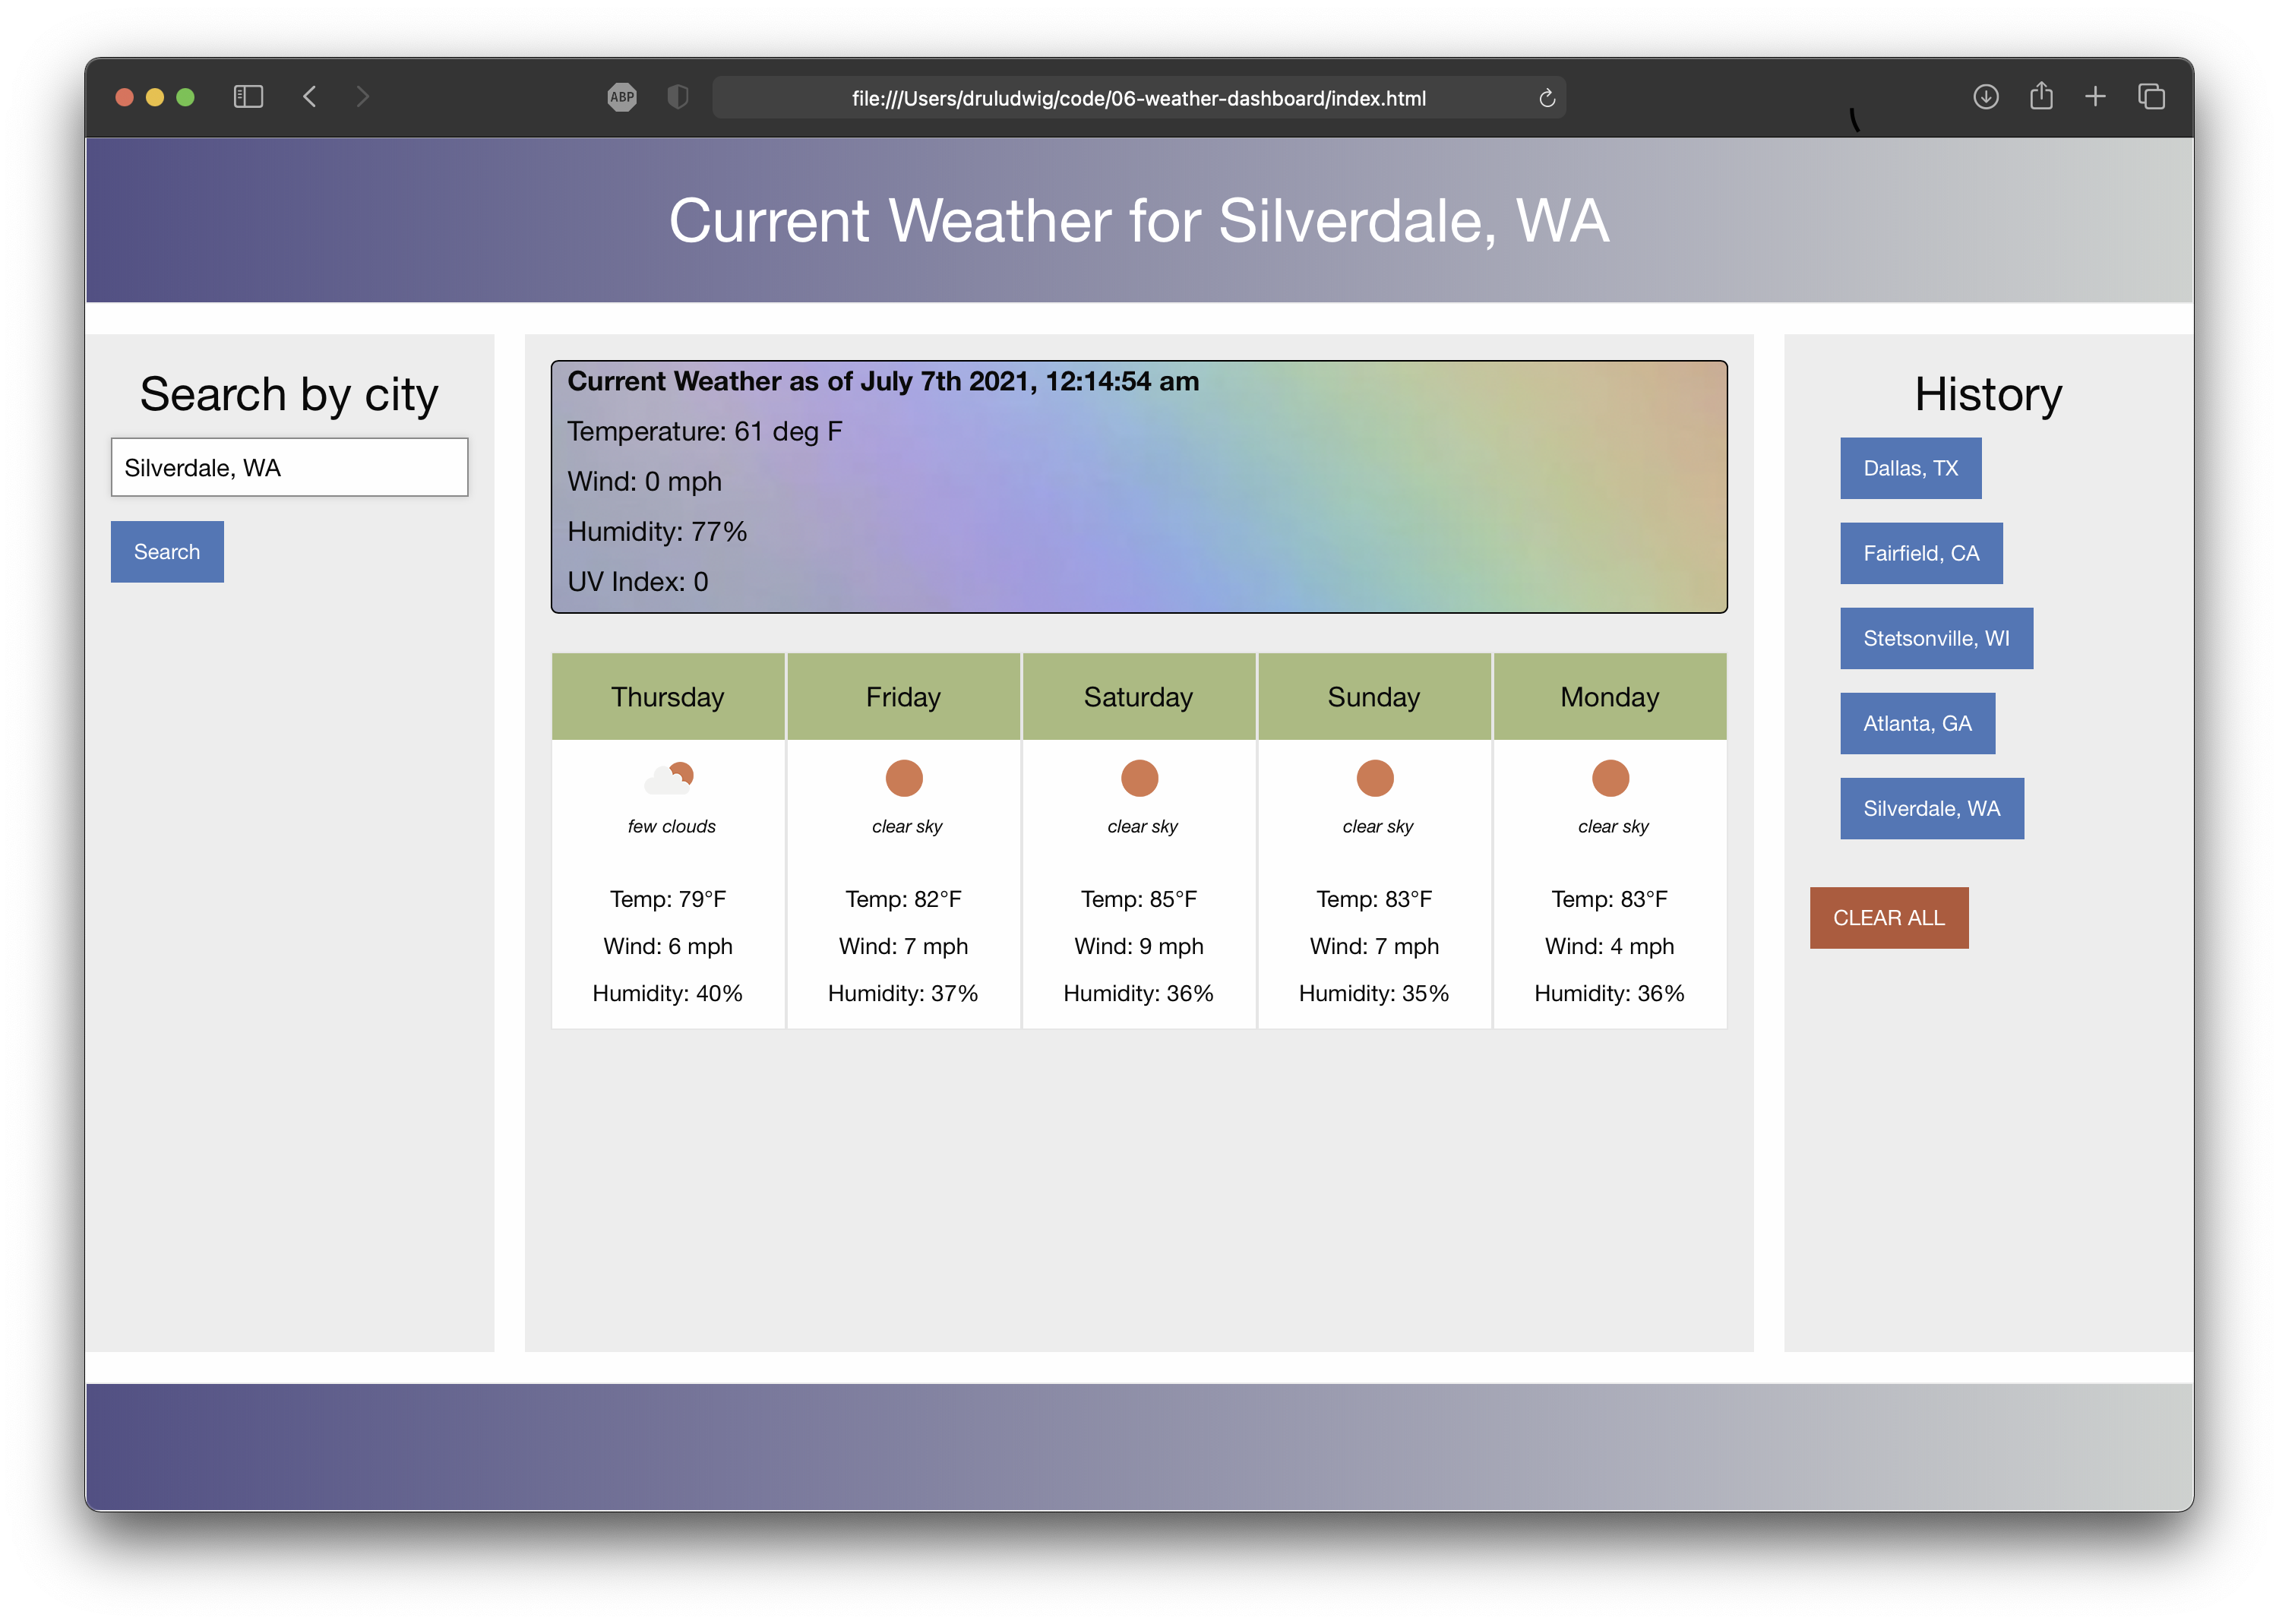 ABP
file:///Users/druludwig/code/06-weather-dashboard/index.html
Current Weather for Silverdale, WA
Search by city
Silverdale, WA
Search
Current Weather as of July 7th 2021, 12:14:54 am
Temperature: 61 deg F
Wind: 0 mph
Humidity: 77%
UV Index: 0
Thursday
few clouds
Temp: 79°F
Wind: 6 mph
Humidity: 40%
Friday
clear sky
Temp: 82°F
Wind: 7 mph
Humidity: 37%
Saturday
clear sky
Temp: 85°F
Wind: 9 mph
Humidity: 36%
Sunday
clear sky
Temp: 83°F
Wind: 7 mph
Humidity: 35%
Monday
clear sky
Temp: 83°F
Wind: 4 mph
Humidity: 36%
History
Dallas, TX
Fairfield, CA
Stetsonville, WI
Atlanta, GA
Silverdale, WA
CLEAR ALL